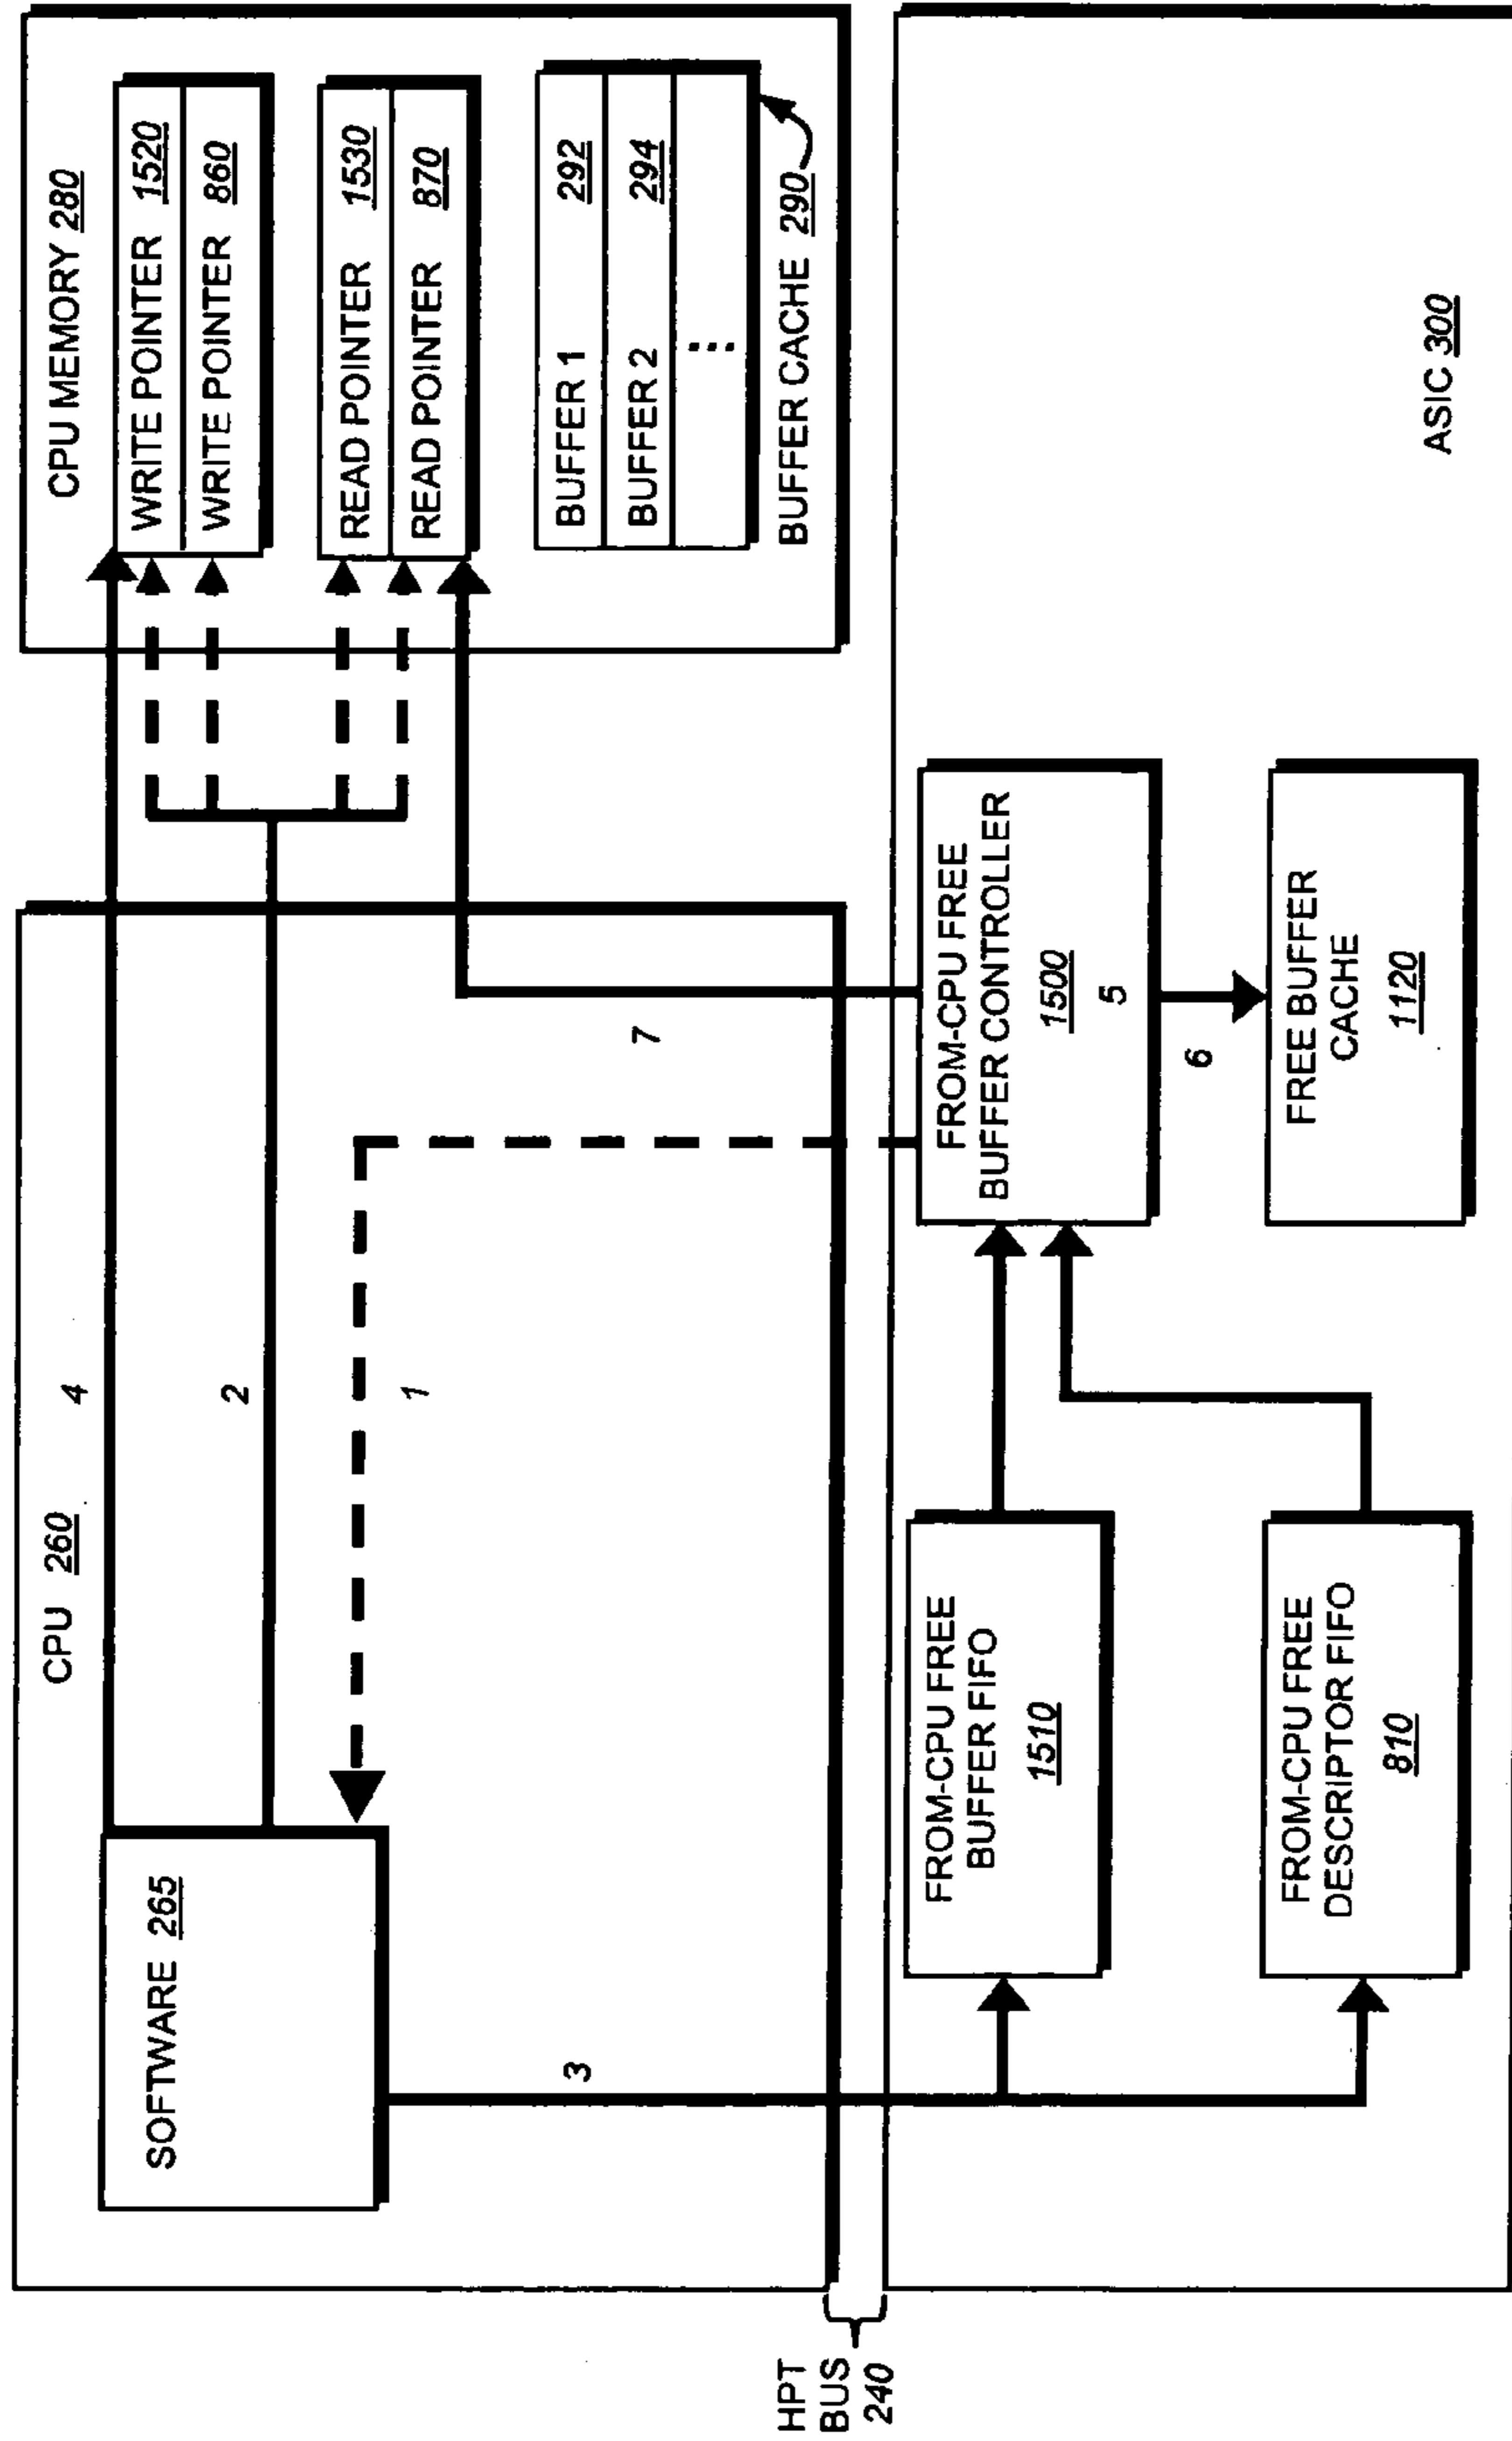 CPU 260
SOFTWARE 265
4
2
1
3
7
CPU MEMORY 280
WRITE POINTER 1520
WRITE POINTER 860
READ POINTER 1530
READ POINTER 870
BUFFER 1 292
BUFFER 2 294
...
BUFFER CACHE 290
HPT
BUS
240
FROM-CPU FREE
BUFFER FIFO
1510
FROM-CPU FREE
DESCRIPTOR FIFO
810
FROM-CPU FREE
BUFFER CONTROLLER
1500
5
6
FREE BUFFER
CACHE
1120
ASIC 300